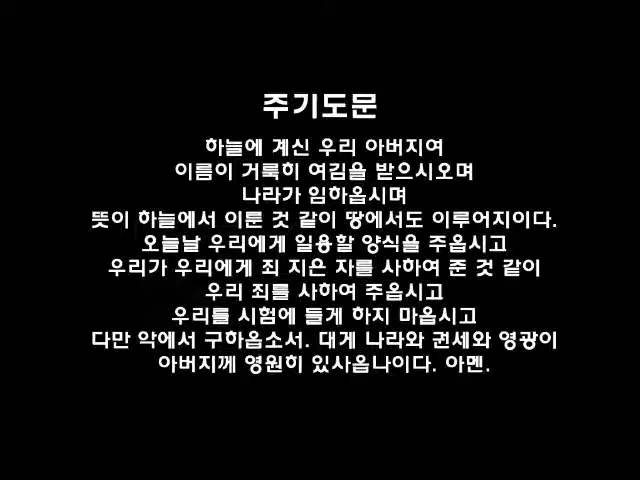 주기도문
하늘에 계신 우리 아버지여
이름이 거룩히 여김을 받으시오며
나라가 임하옵시며
뜻이 하늘에서 이룬 것 같이 땅에서도 이루어지이다.
오늘날 우리에게 일용할 양식을 주옵시고
우리가 우리에게 죄 지은 자를 사하여 준 것 같이
우리 죄를 사하여 주옵시고
우리를 시험에 들게 하지 마옵시고
다만 악에서 구하옵소서. 대게 나라와 권세와 영광이
아버지께 영원히 있사옵나이다. 아멘.